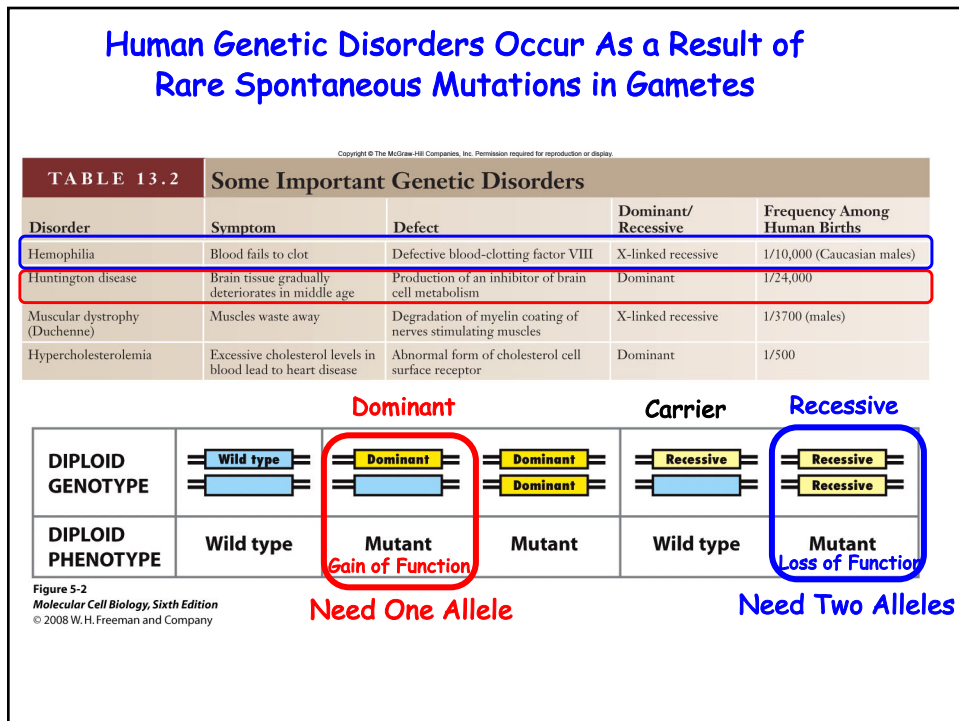 Human Genetic Disorders Occur As a Result of
Rare Spontaneous Mutations in Gametes
Copyright © The McGraw-Hill Companies, Inc. Permission required for reproduction or display.
TABLE 13.2 Some Important Genetic Disorders
Disorder Symptom Defect Dominant/ Recessive Frequency Among Human Births
Hemophilia Blood fails to clot Defective blood-clotting factor VIII X-linked recessive 1/10,000 (Caucasian males)
Huntington disease Brain tissue gradually deteriorates in middle age Production of an inhibitor of brain cell metabolism Dominant 1/24,000
Muscular dystrophy (Duchenne) Muscles waste away Degradation of myelin coating of nerves stimulating muscles X-linked recessive 1/3700 (males)
Hypercholesterolemia Excessive cholesterol levels in blood lead to heart disease Abnormal form of cholesterol cell surface receptor Dominant 1/500
Dominant Carrier Recessive
DIPLOID GENOTYPE Wild type Dominant Dominant Recessive Recessive
Dominant Recessive
DIPLOID PHENOTYPE Wild type Mutant Mutant Wild type Mutant
Gain of Function Loss of Function
Figure 5-2
Molecular Cell Biology, Sixth Edition
© 2008 W. H. Freeman and Company
Need One Allele Need Two Alleles